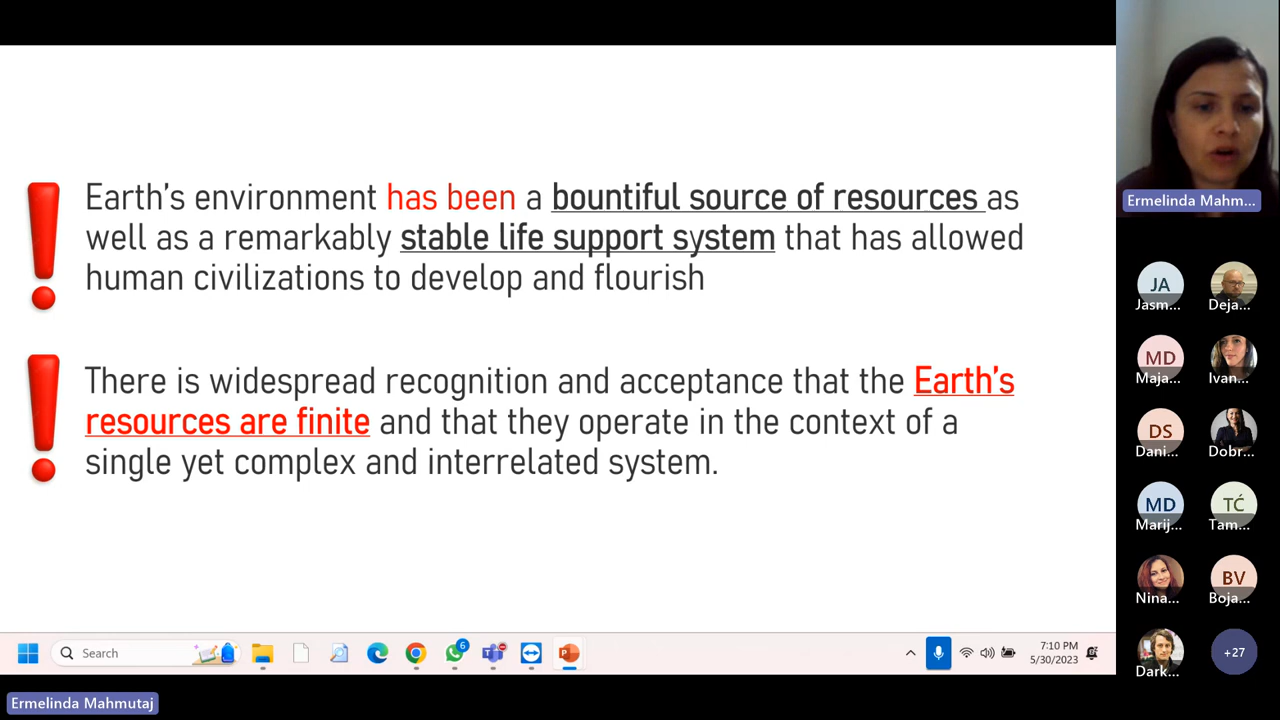 Earth's environment has been a bountiful source of resources as
well as a remarkably stable life support system that has allowed
human civilizations to develop and flourish
There is widespread recognition and acceptance that the Earth's
resources are finite and that they operate in the context of a
single yet complex and interrelated system.
Ermelinda Mahm...
JA
Jasm...
Deja...
MD
Maja...
Ivan...
DS
Dani...
Dobr...
MD
Marij...
TĆ
Tam...
Nina...
BV
Boja...
Dark...
+27
Search
6
7:10 PM
5/30/2023
Ermelinda Mahmutaj